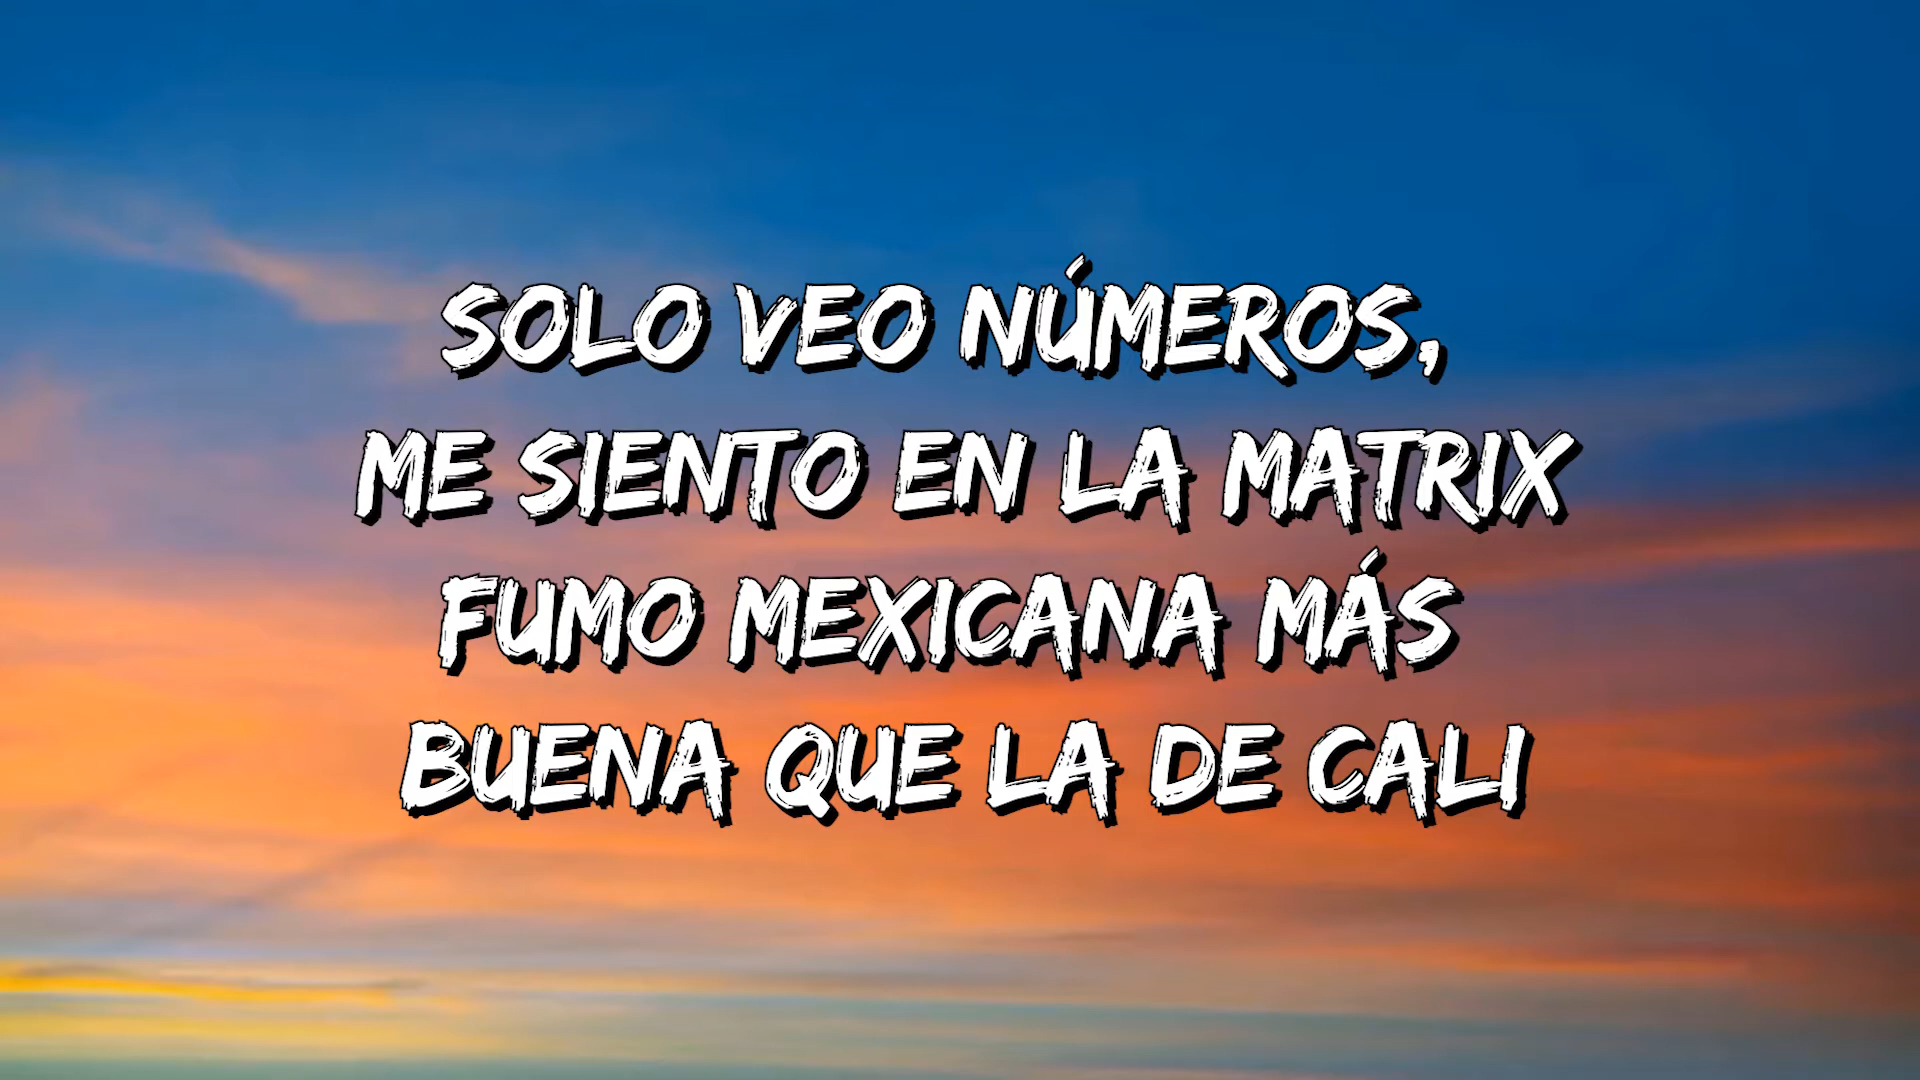 SOLO VEO NÚMEROS,
ME SIENTO EN LA MATRIX
FUMO MEXICANA MÁS
BUENA QUE LA DE CALI